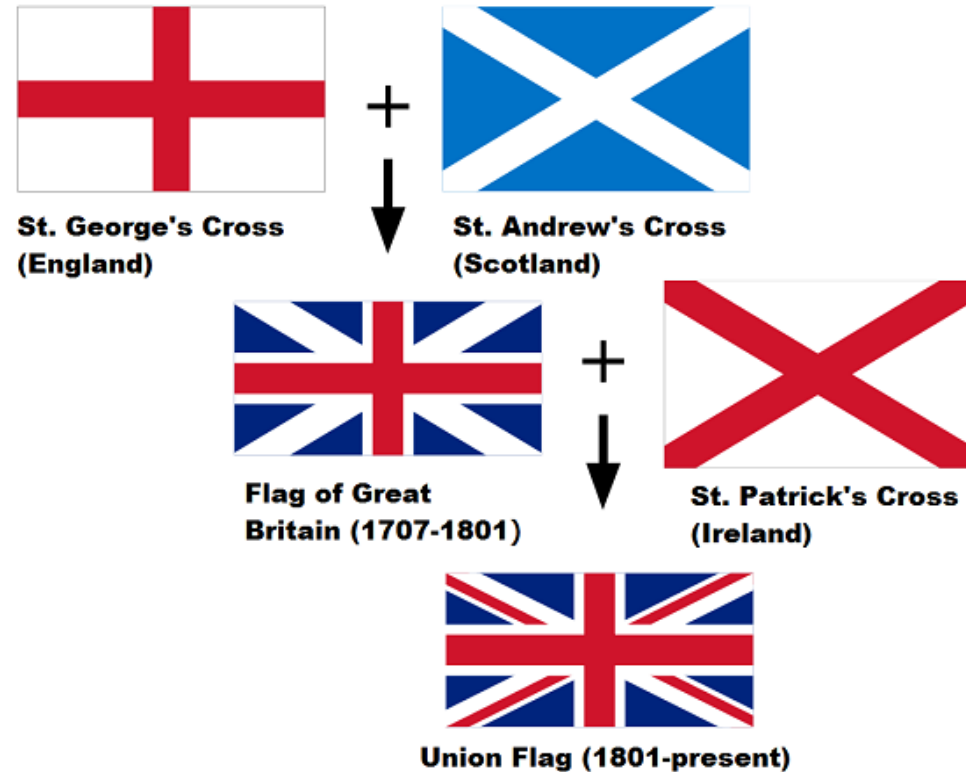 St. George's Cross
(England)
St. Andrew's Cross
(Scotland)
Flag of Great
Britain (1707-1801)
St. Patrick's Cross
(Ireland)
Union Flag (1801-present)